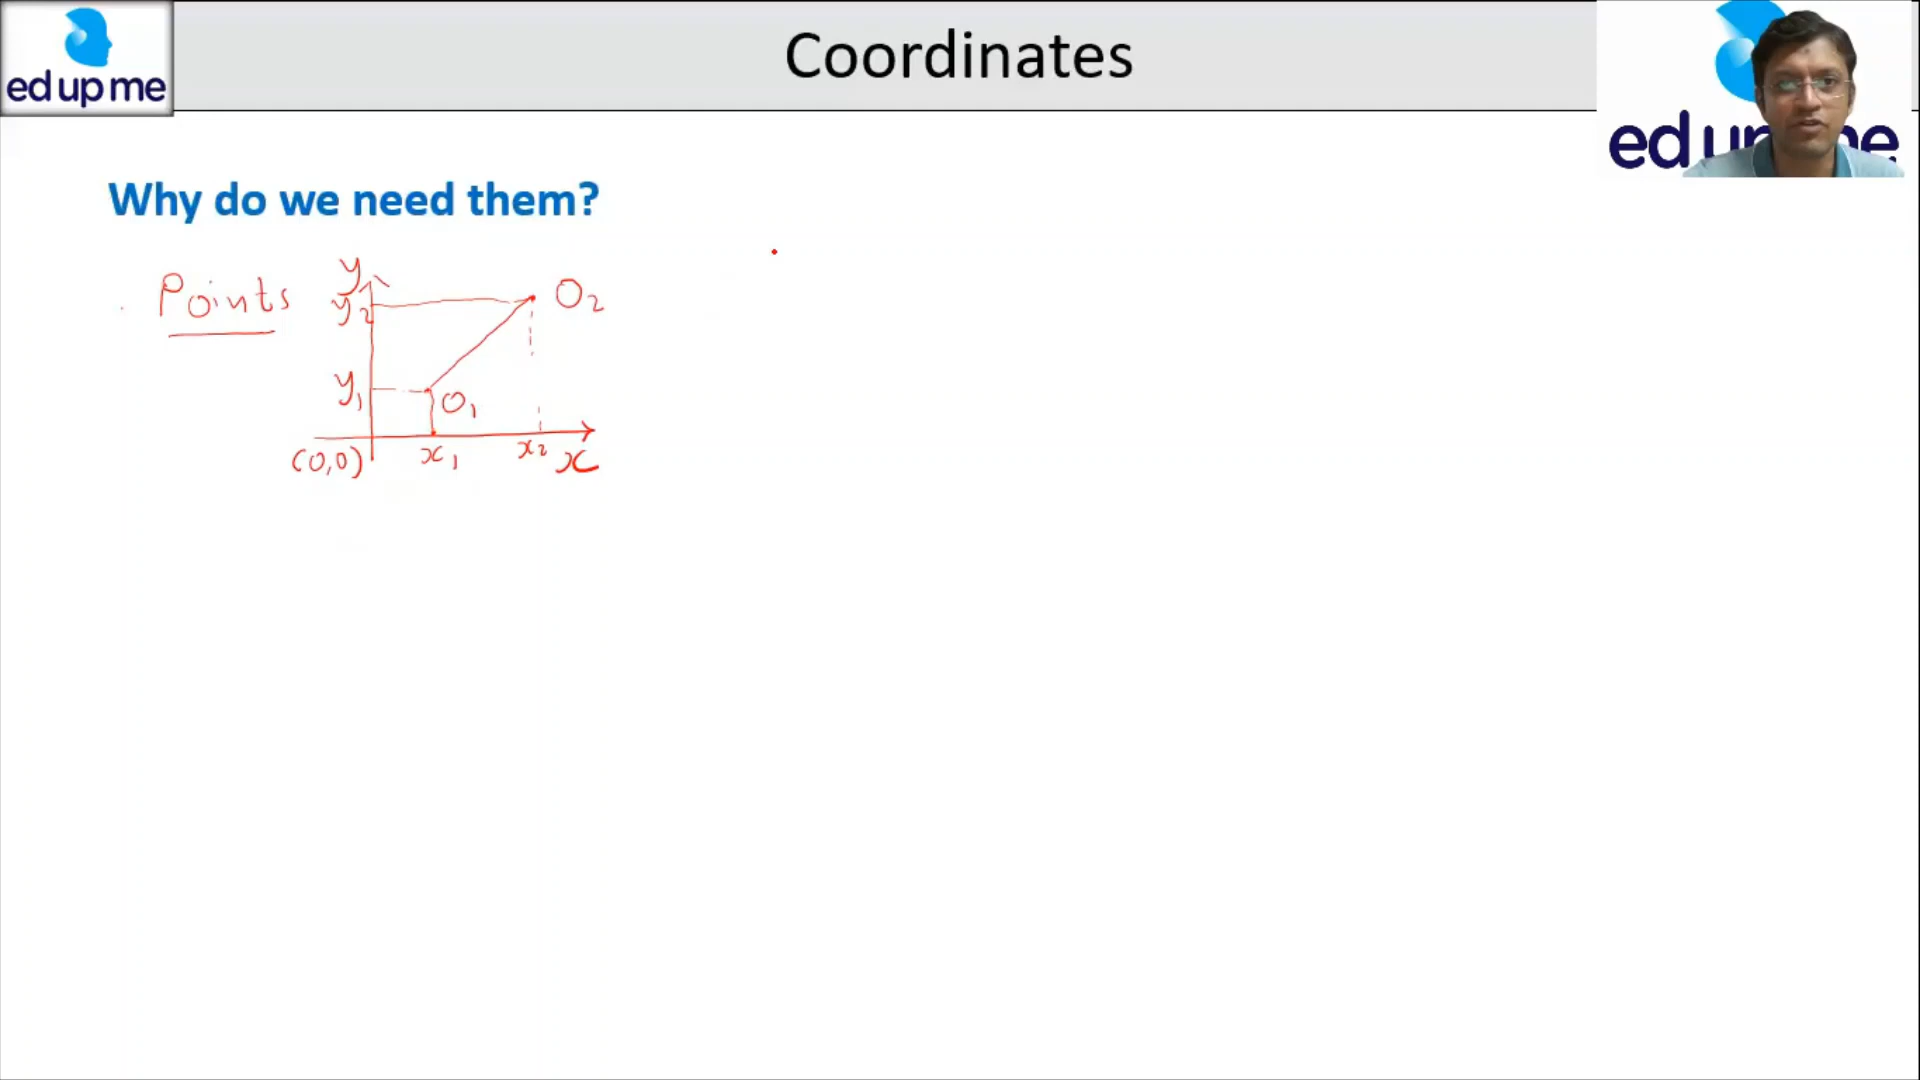 ed up me
Coordinates
ed up me
Why do we need them?
Points
y
y2
O2
y1
O1
(0,0)
x1
x2
x